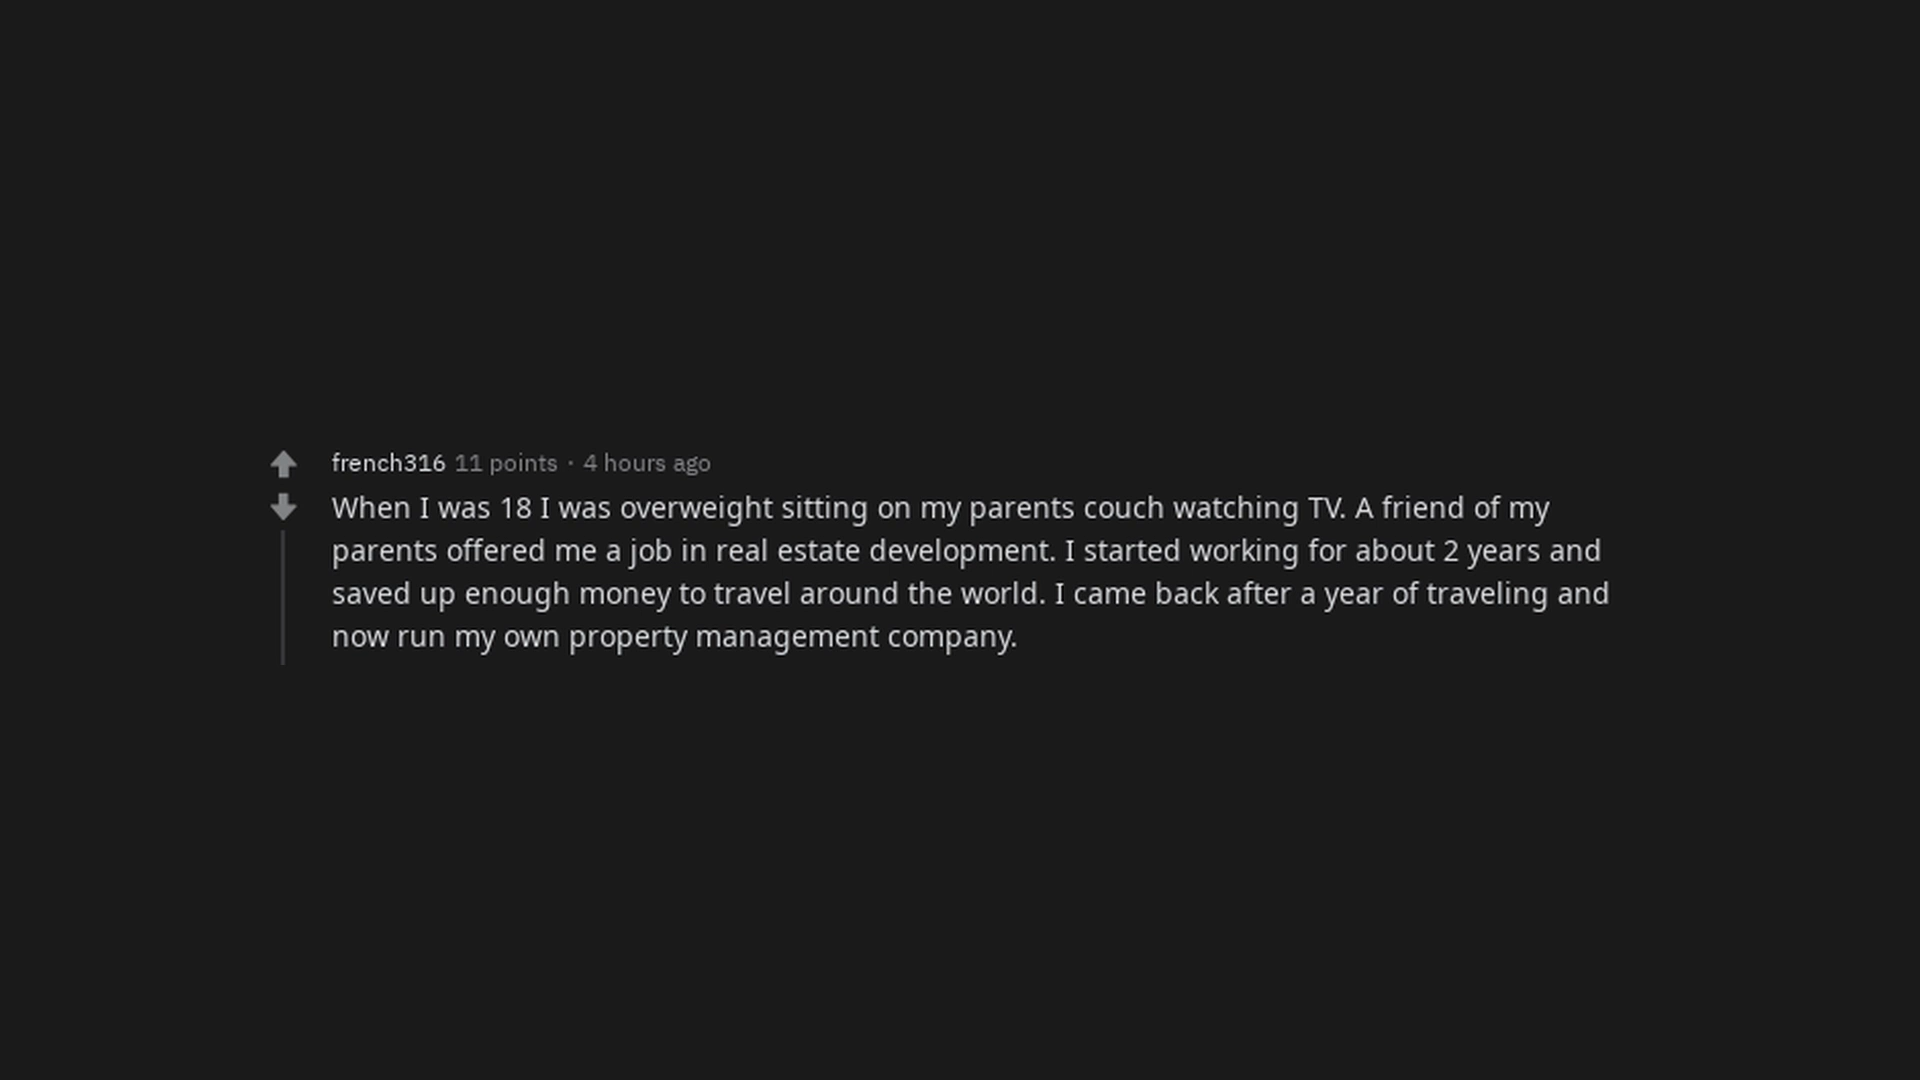 french316 11 points · 4 hours ago
When I was 18 I was overweight sitting on my parents couch watching TV. A friend of my
parents offered me a job in real estate development. I started working for about 2 years and
saved up enough money to travel around the world. I came back after a year of traveling and
now run my own property management company.